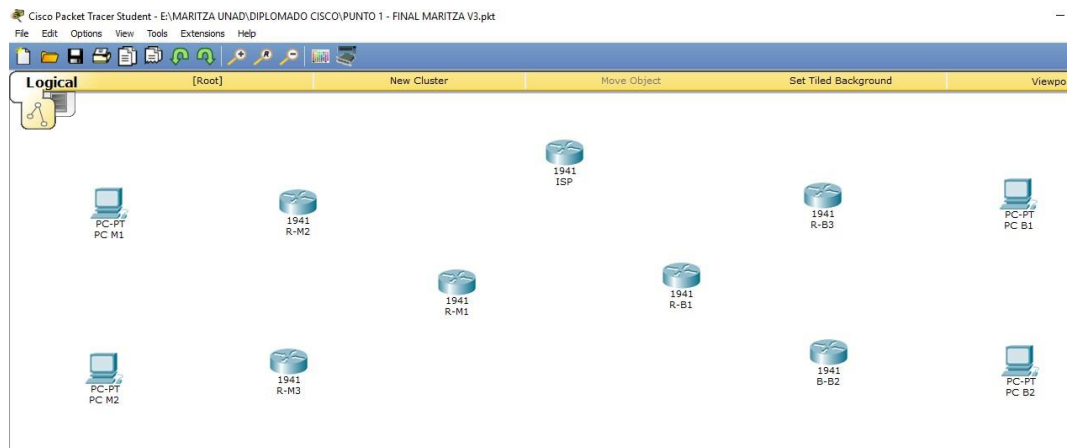 Cisco Packet Tracer Student - E:\MARITZA UNAD\DIPLOMADO CISCO\PUNTO 1 - FINAL MARITZA V3.pkt
File Edit Options View Tools Extensions Help
Logical [Root] New Cluster Move Object Set Tiled Background Viewpo
1941
ISP
PC-PT
PC M1
1941
R-M2
1941
R-B3
PC-PT
PC B1
1941
R-M1
1941
R-B1
PC-PT
PC M2
1941
R-M3
1941
B-B2
PC-PT
PC B2